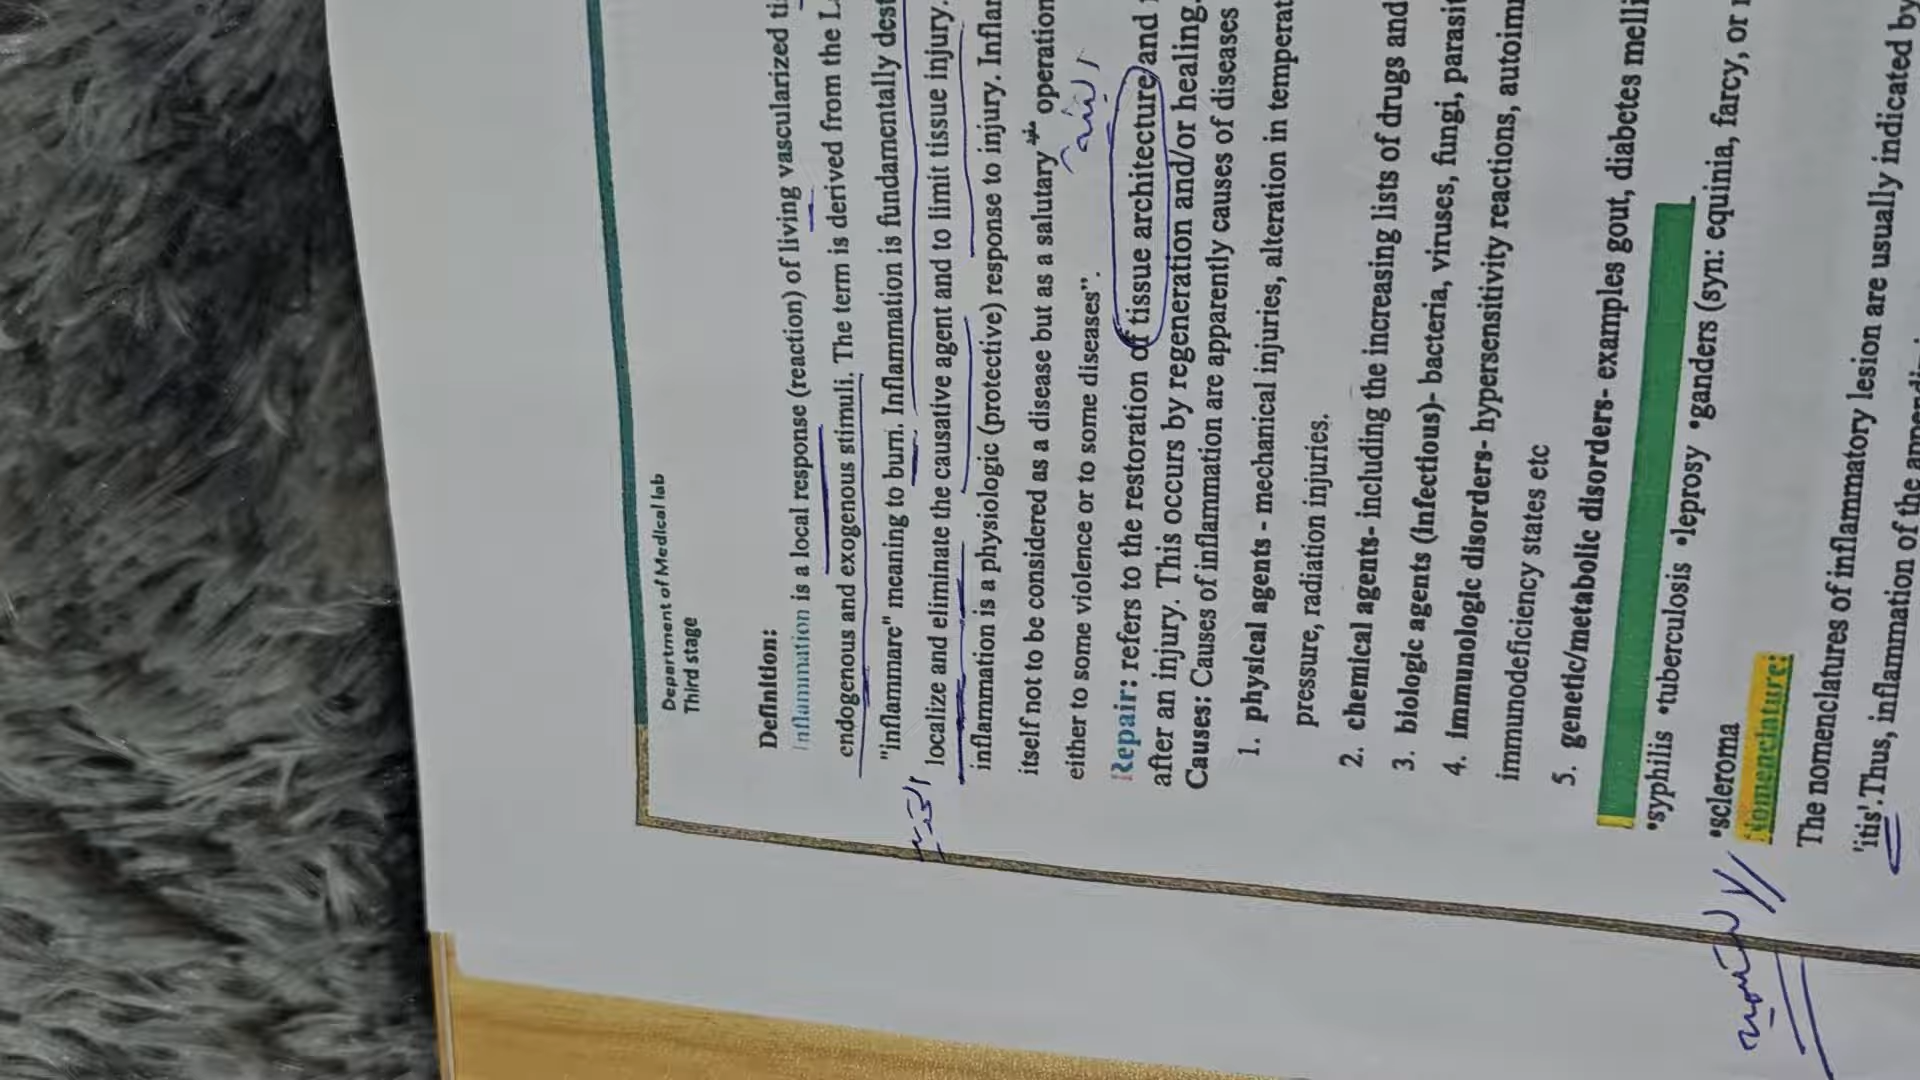 Department of Medical lab
Third stage
Definition:
Inflammation is a local response (reaction) of living vascularized
endogenous and exogenous stimuli. The term is derived from the
"inflammare" meaning to burn. Inflammation is fundamentally
localize and eliminate the causative agent and to limit tissue injury.
inflammation is a physiologic (protective) response to injury.
itself not to be considered as a disease but as a salutary operation
either to some violence or to some diseases”.
Repair: refers to the restoration of tissue architecture and
after an injury. This occurs by regeneration and/or healing.
Causes: Causes of inflammation are apparently causes of diseases
1. physical agents - mechanical injuries, alteration in
pressure, radiation injuries.
2. chemical agents- including the increasing lists of drugs and
3. biologic agents (infectious)- bacteria, viruses, fungi,
4. immunologic disorders- hypersensitivity reactions,
immunodeficiency states etc
5. genetic/metabolic disorders- examples gout, diabetes
•syphilis •tuberculosis •leprosy •ganders (syn: equinia, farcy, or
•scleroma
Nomenclature:
The nomenclatures of inflammatory lesion are usually indicated by
'itis'.Thus, inflammation of the